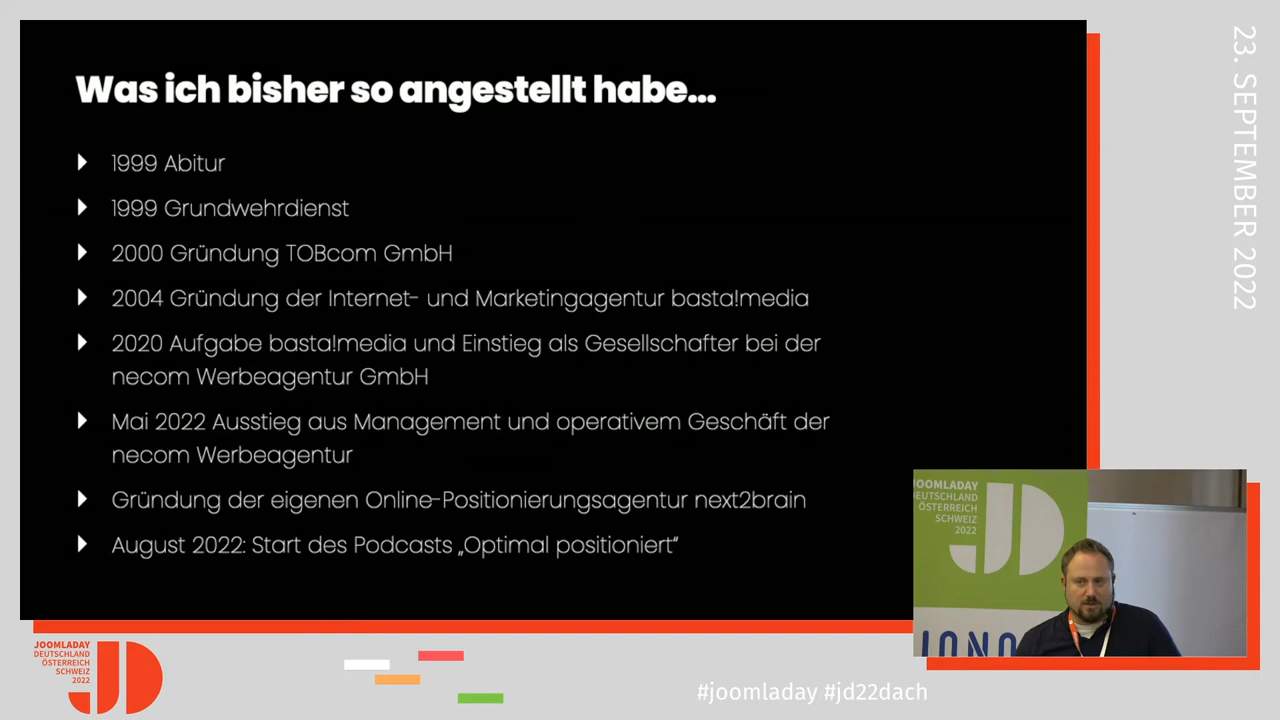 Was ich bisher so angestellt habe...
1999 Abitur
1999 Grundwehrdienst
2000 Gründung TOBcom GmbH
2004 Gründung der Internet- und Marketingagentur basta!media
2020 Aufgabe basta!media und Einstieg als Gesellschafter bei der
necom Werbeagentur GmbH
Mai 2022 Ausstieg aus Management und operativem Geschäft der
necom Werbeagentur
Gründung der eigenen Online-Positionierungsagentur next2brain
August 2022: Start des Podcasts „Optimal positioniert“
23. SEPTEMBER 2022
JOOMLADAY
DEUTSCHLAND
ÖSTERREICH
SCHWEIZ
2022
JD
IONO
JOOMLADAY
DEUTSCHLAND
ÖSTERREICH
SCHWEIZ
2022
JD
#joomladay #jd22dach